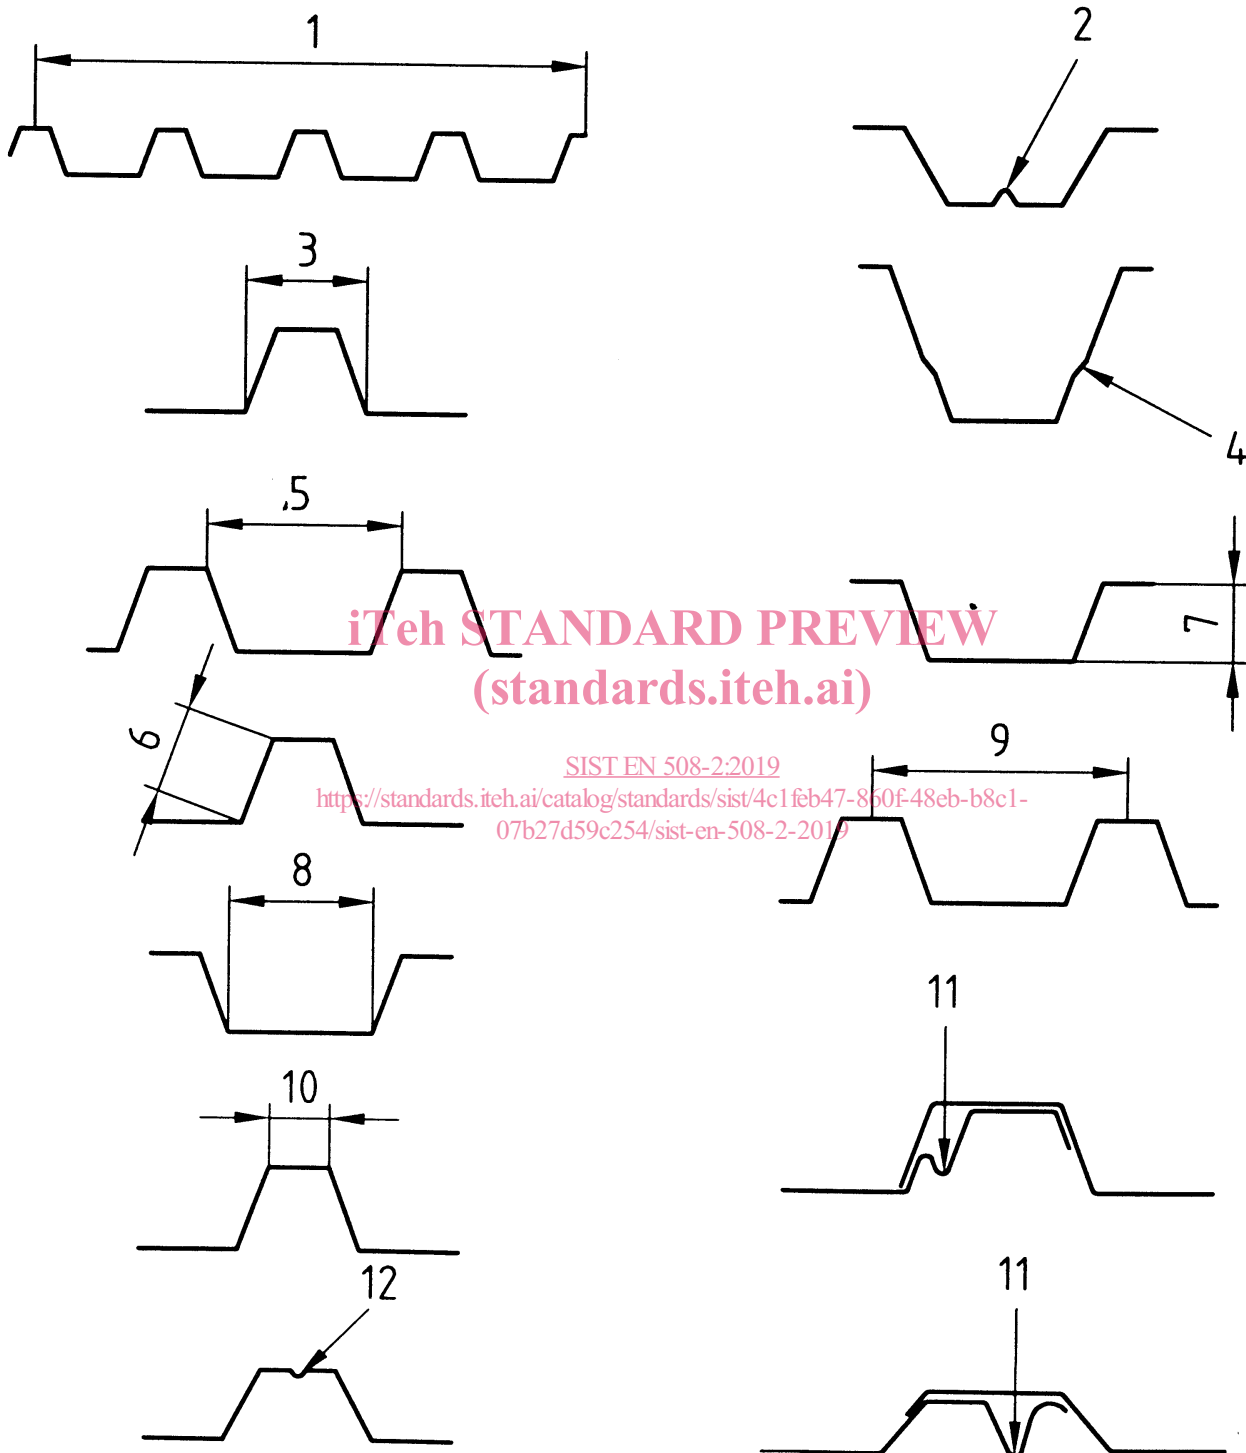 1
2
3
4
5
iTeh STANDARD PREVIEW
(standards.iteh.ai)
7
6
SIST EN 508-2:2019
https://standards.iteh.ai/catalog/standards/sist/4c1feb47-860f-48eb-b8c1-
07b27d59c254/sist-en-508-2-2019
9
8
11
10
12
11